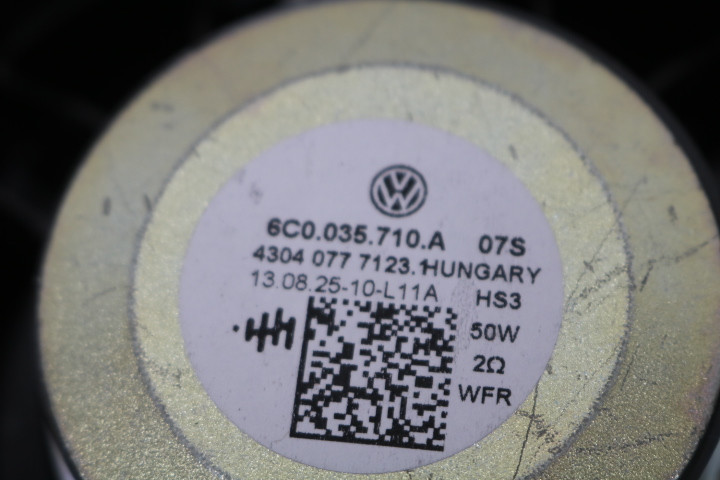 6C0.035.710.A 07S
4304 077 7123.1 HUNGARY
13.08.25-10-L11A HS3
50W
2Ω
WFR